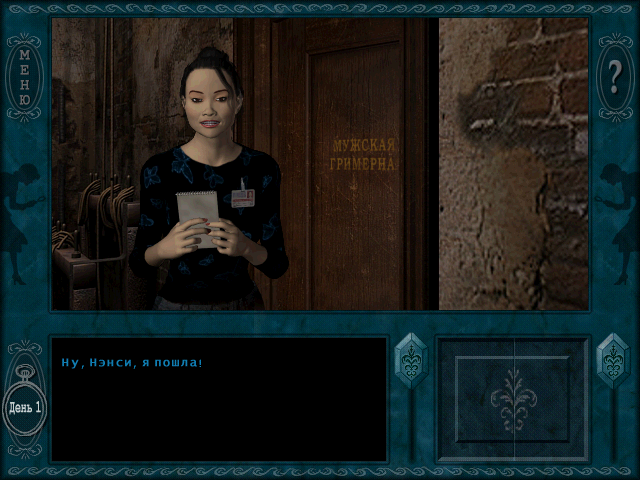 МЕНЮ
?
МУЖСКАЯ
ГРИМЕРНА
Ну, Нэнси, я пошла!
День 1